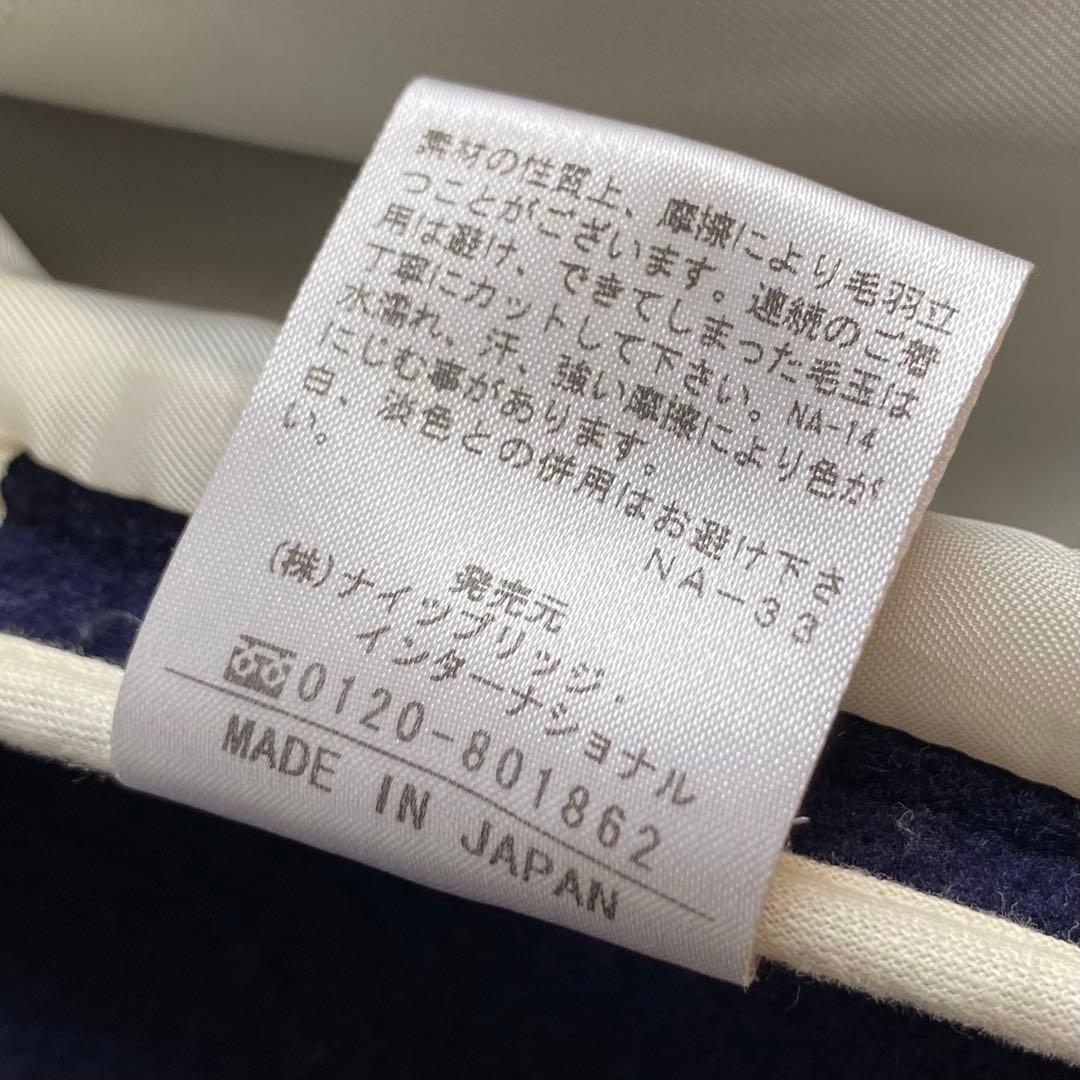 素材の性質上、摩擦により毛羽立
つことがございます。連続のご着
用は避け、できてしまった毛玉は
丁寧にカットして下さい。NA-14
水濡れ、汗、強い摩擦により色が
にじむ事があります。
白、淡色との併用はお避け下さ
い。
NA-33
発売元
(株)ナイツブリッジ.
インターナショナル
0120-801862
MADE IN JAPAN